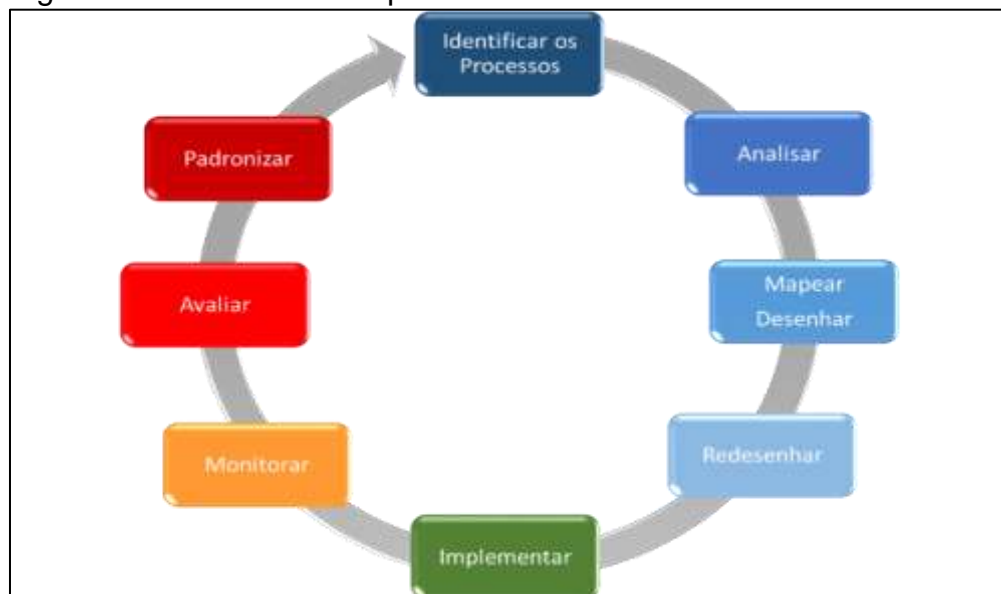 Identificar os
Processos
Analisar
Mapear
Desenhar
Redesenhar
Implementar
Monitorar
Avaliar
Padronizar